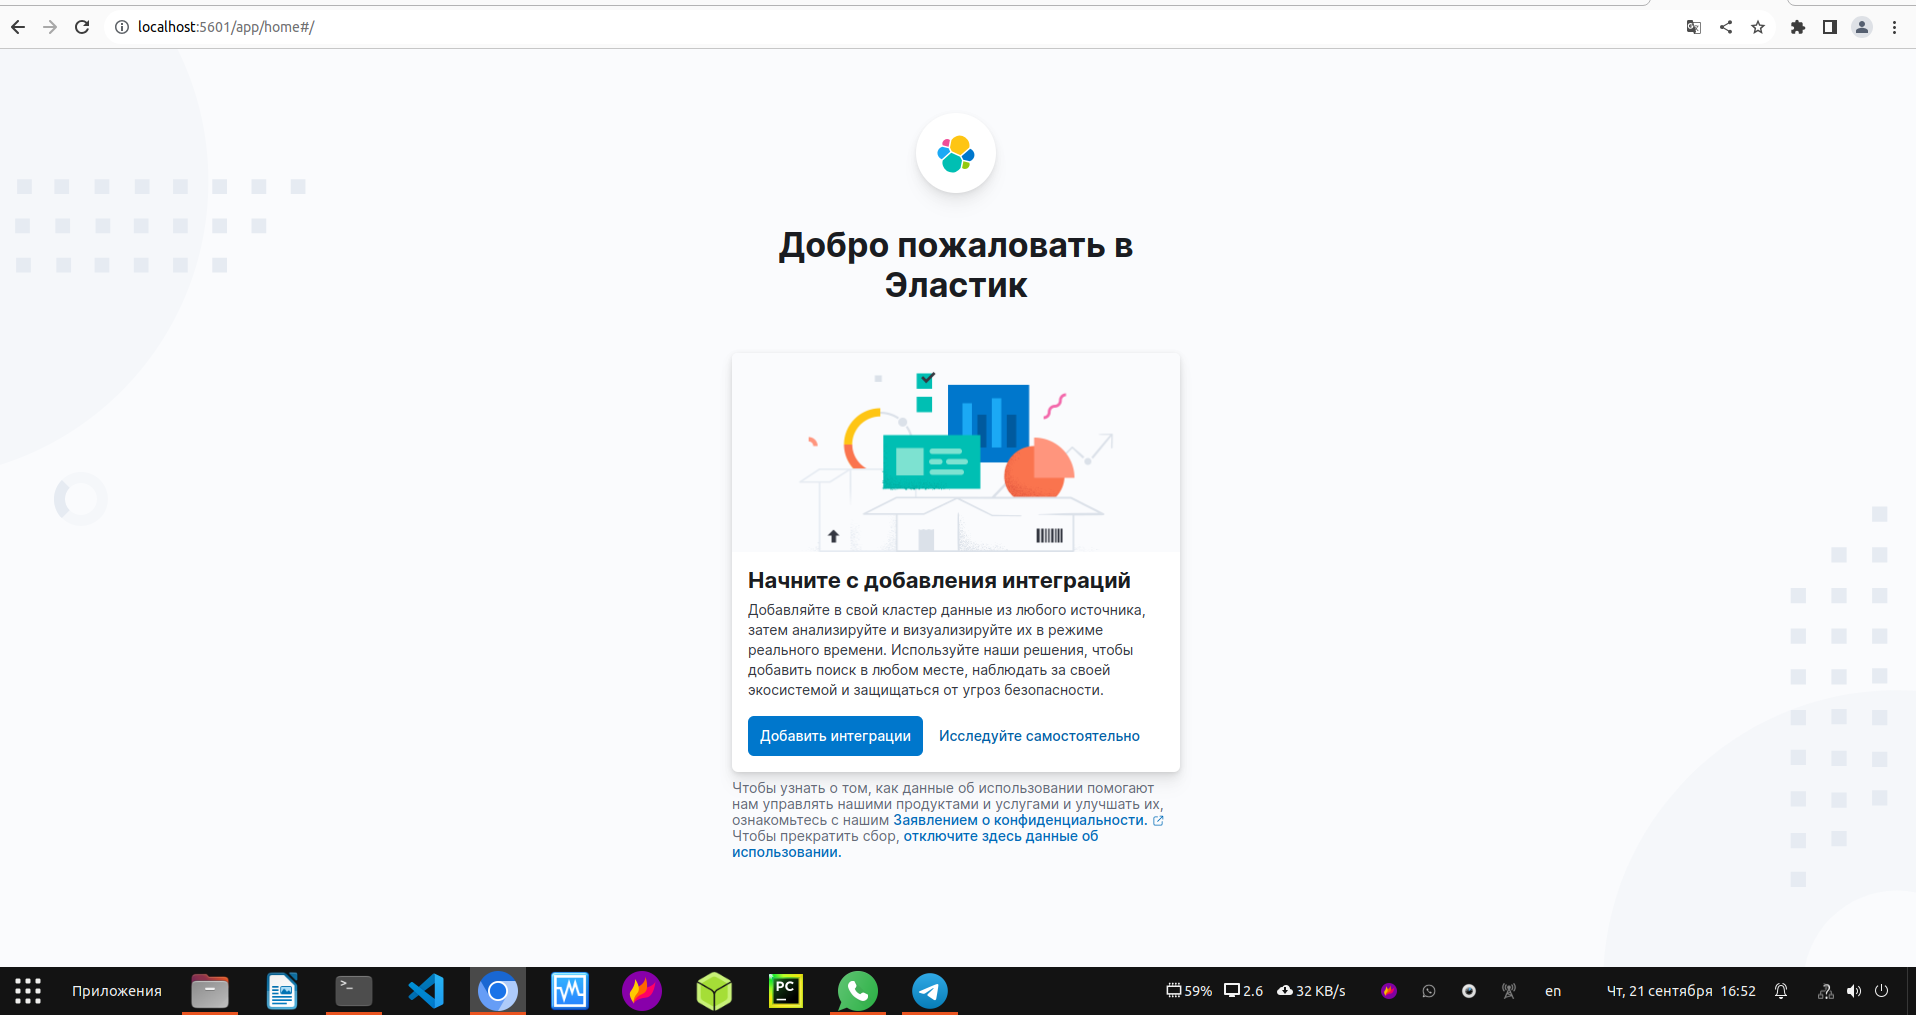 localhost:5601/app/home#/
Добро пожаловать в
Эластик
Начните с добавления интеграций
Добавляйте в свой кластер данные из любого источника,
затем анализируйте и визуализируйте их в режиме
реального времени. Используйте наши решения, чтобы
добавить поиск в любом месте, наблюдать за своей
экосистемой и защищаться от угроз безопасности.
Добавить интеграции
Исследуйте самостоятельно
Чтобы узнать о том, как данные об использовании помогают
нам управлять нашими продуктами и услугами и улучшать их,
ознакомьтесь с нашим Заявлением о конфиденциальности.
Чтобы прекратить сбор, отключите здесь данные об
использовании.
Приложения
>_
PC
59%
2.6
32 KB/s
en
Чт, 21 сентября 16:52